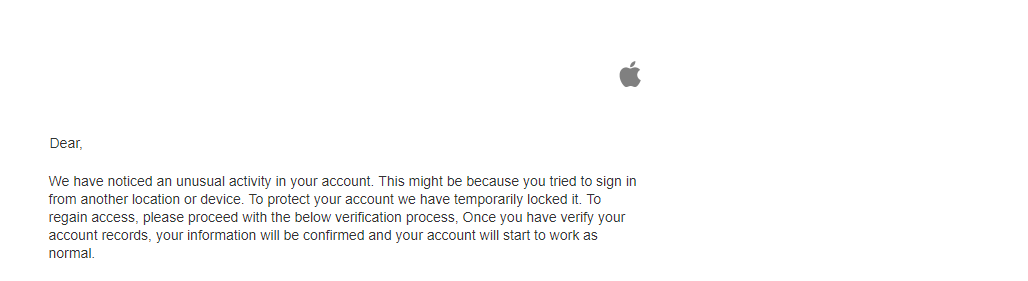 Dear,
We have noticed an unusual activity in your account. This might be because you tried to sign in
from another location or device. To protect your account we have temporarily locked it. To
regain access, please proceed with the below verification process, Once you have verify your
account records, your information will be confirmed and your account will start to work as
normal.